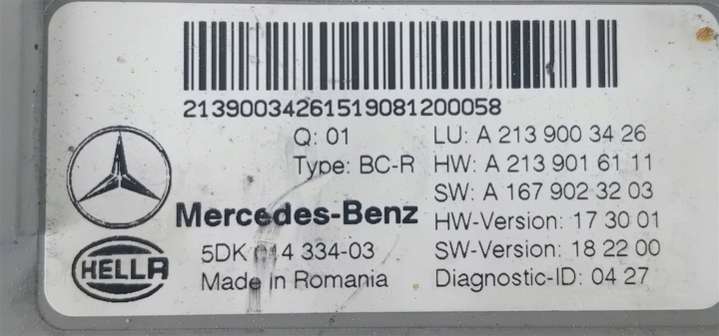 21390034261519081200058
Q: 01
LU: A 213 900 34 26
Type: BC-R
HW: A 213 901 61 11
SW: A 167 902 32 03
Mercedes-Benz
HW-Version: 17 30 01
5DK 014 334-03
SW-Version: 18 22 00
HELLA
Made in Romania
Diagnostic-ID: 04 27